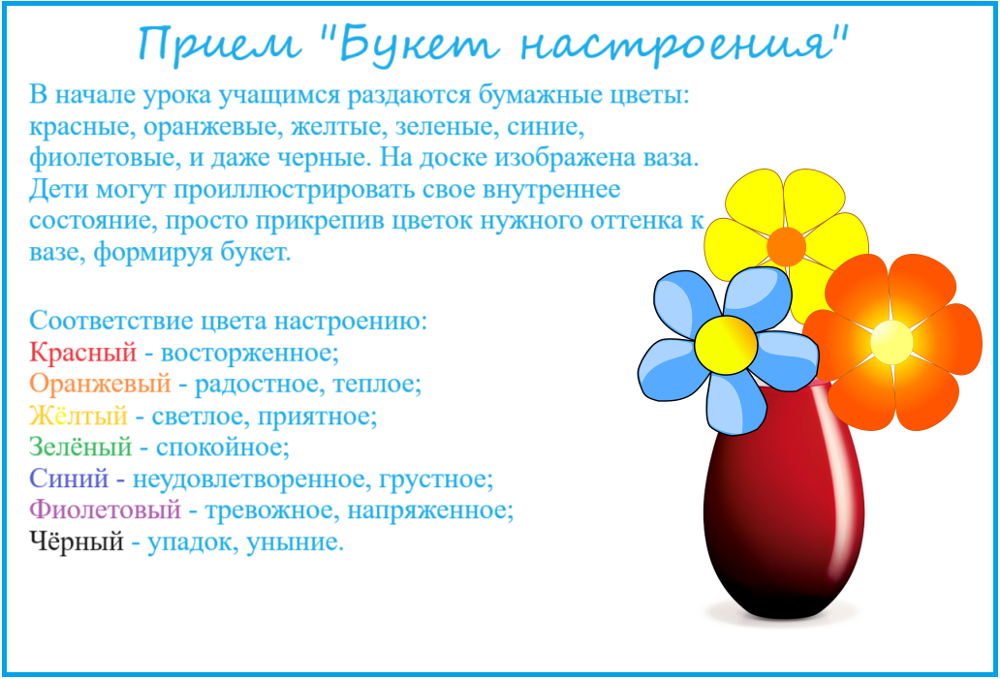 Прием "Букет настроения"
В начале урока учащимся раздаются бумажные цветы:
красные, оранжевые, желтые, зеленые, синие,
фиолетовые, и даже черные. На доске изображена ваза.
Дети могут проиллюстрировать свое внутреннее
состояние, просто прикрепив цветок нужного оттенка к
вазе, формируя букет.
Соответствие цвета настроению:
Красный - восторженное;
Оранжевый - радостное, теплое;
Жёлтый - светлое, приятное;
Зелёный - спокойное;
Синий - неудовлетворенное, грустное;
Фиолетовый - тревожное, напряженное;
Чёрный - упадок, уныние.